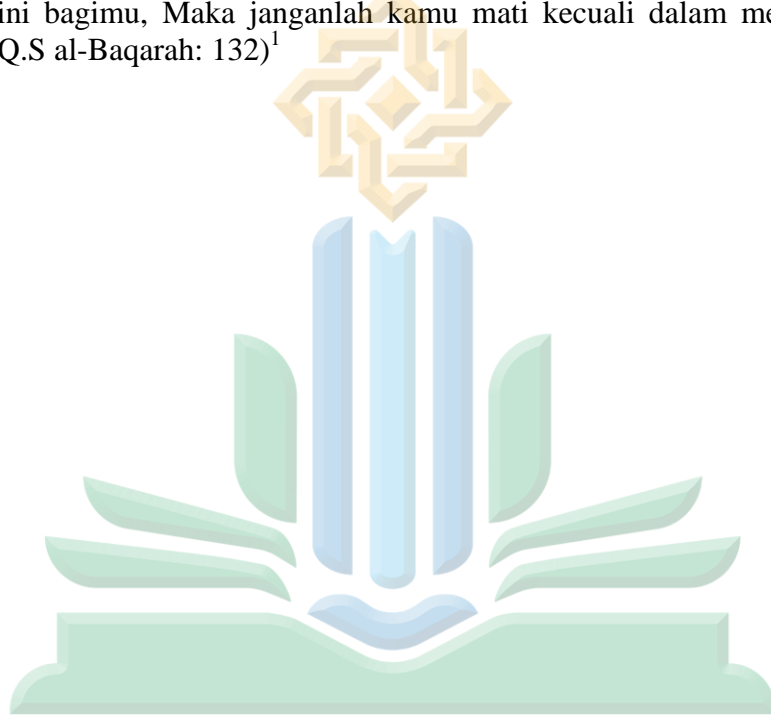 ini bagimu, Maka janganlah kamu mati kecuali dalam me
Q.S al-Baqarah: 132)¹